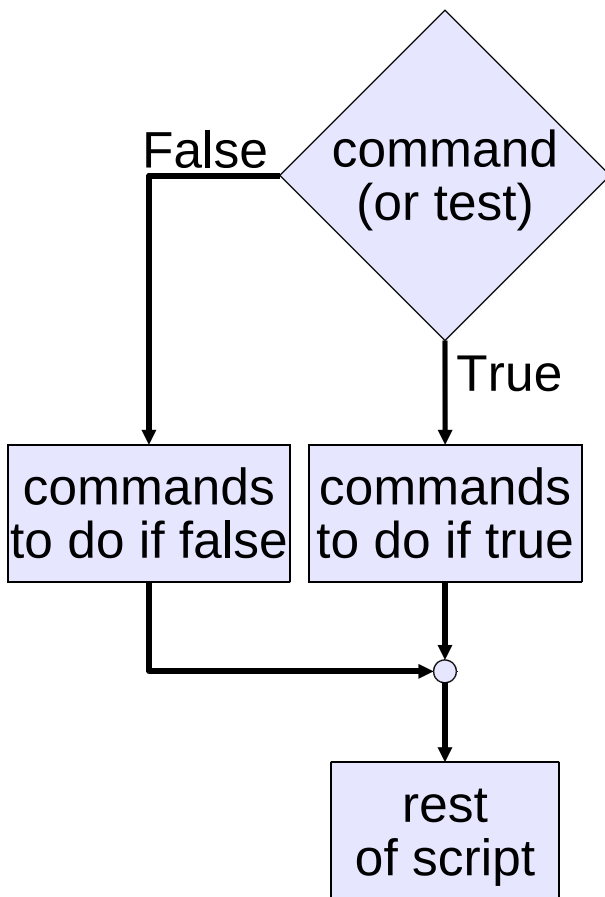 False
command
(or test)
True
commands
to do if false
commands
to do if true
rest
of script